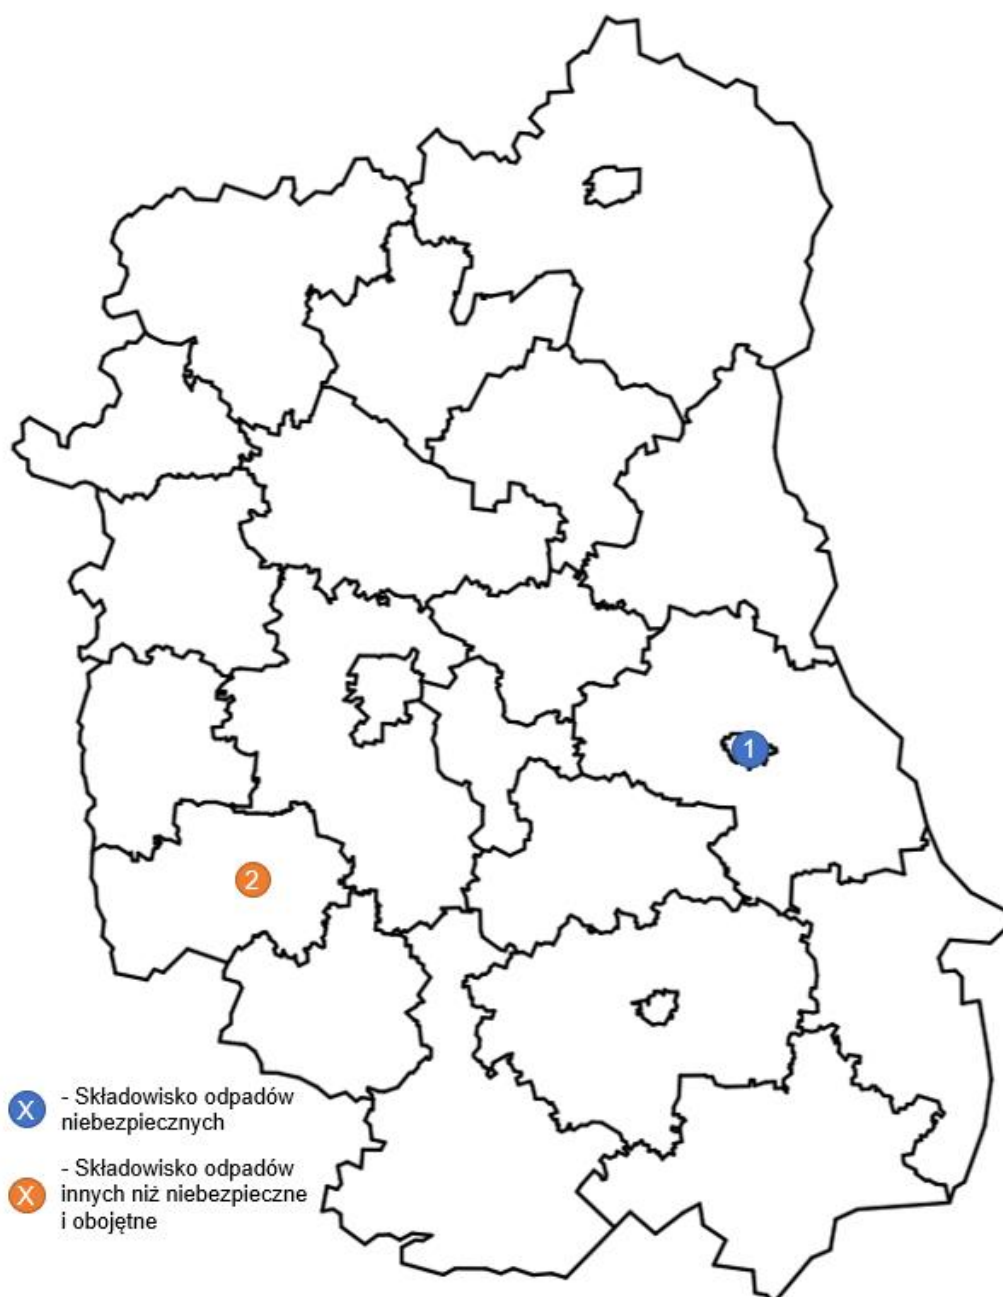 1
2
X - Składowisko odpadów
niebezpiecznych
X - Składowisko odpadów
innych niż niebezpieczne
i obojętne